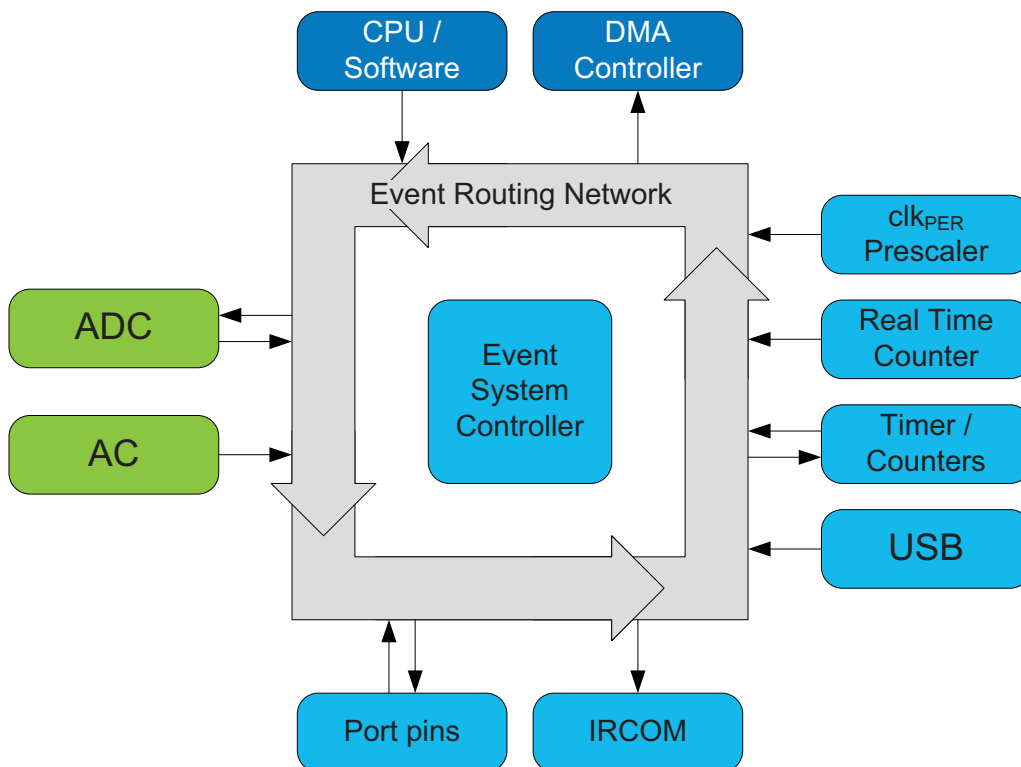 CPU /
Software
DMA
Controller
Event Routing Network
clkPER
Prescaler
ADC
Real Time
Counter
Event
System
Controller
AC
Timer /
Counters
USB
Port pins
IRCOM